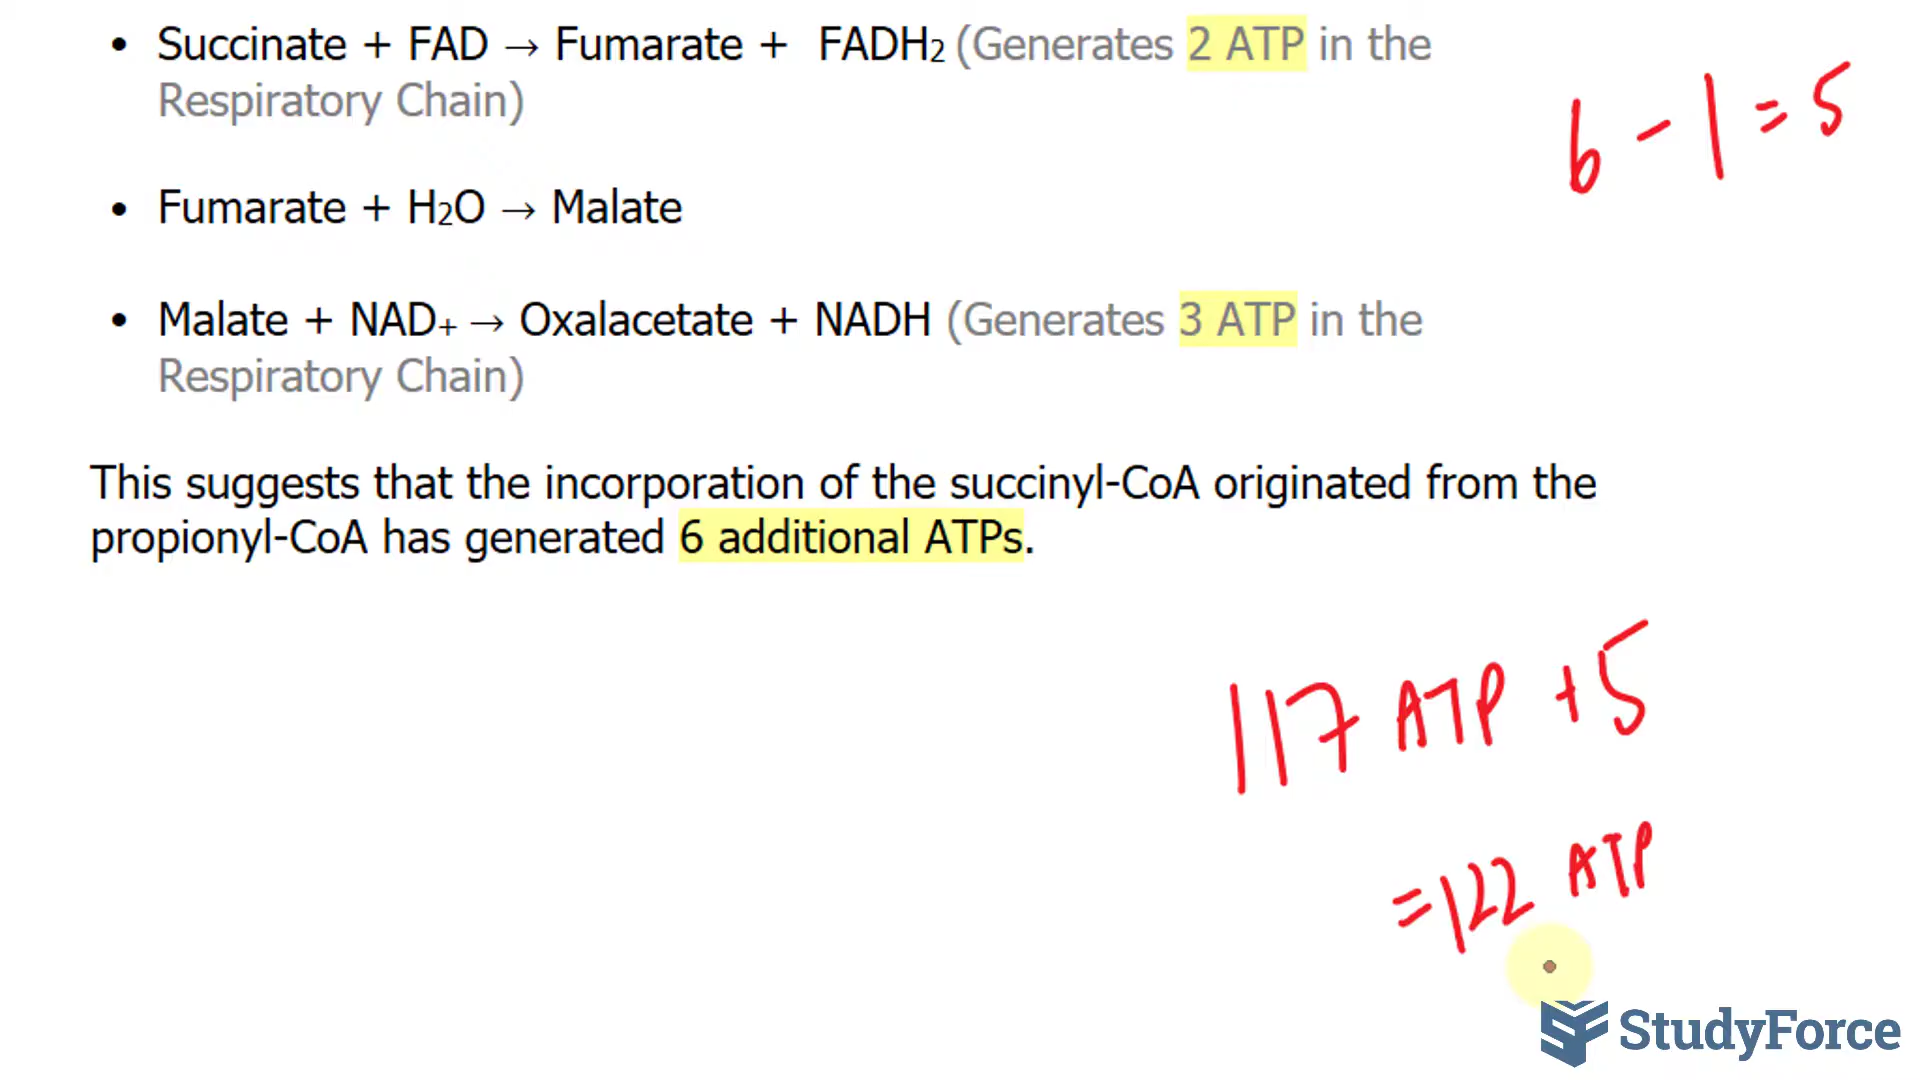 • Succinate + FAD → Fumarate + FADH2 (Generates 2 ATP in the
Respiratory Chain)
6 - 1 = 5
• Fumarate + H2O → Malate
• Malate + NAD+ → Oxalacetate + NADH (Generates 3 ATP in the
Respiratory Chain)
This suggests that the incorporation of the succinyl-CoA originated from the
propionyl-CoA has generated 6 additional ATPs.
117 ATP + 5
= 122 ATP
StudyForce